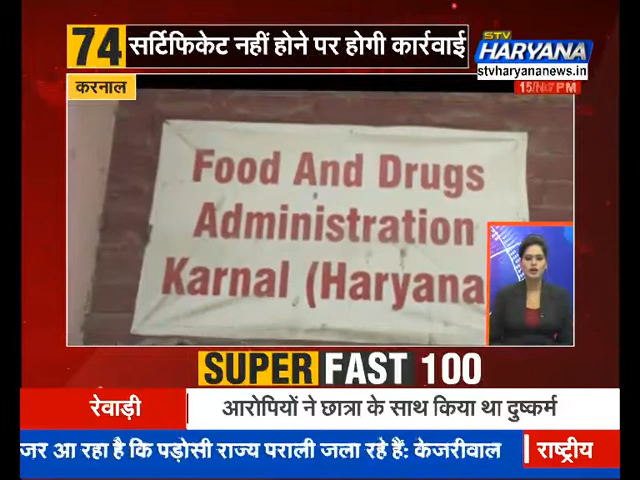 74 सर्टिफिकेट नहीं होने पर होगी कार्रवाई
STV
HARYANA
stvharyananews.in
करनाल
Food And Drugs
Administration
Karnal (Haryana
SUPER FAST 100
रेवाड़ी
आरोपियों ने छात्रा के साथ किया था दुष्कर्म
जर आ रहा है कि पड़ोसी राज्य पराली जला रहे हैं: केजरीवाल
राष्ट्रीय